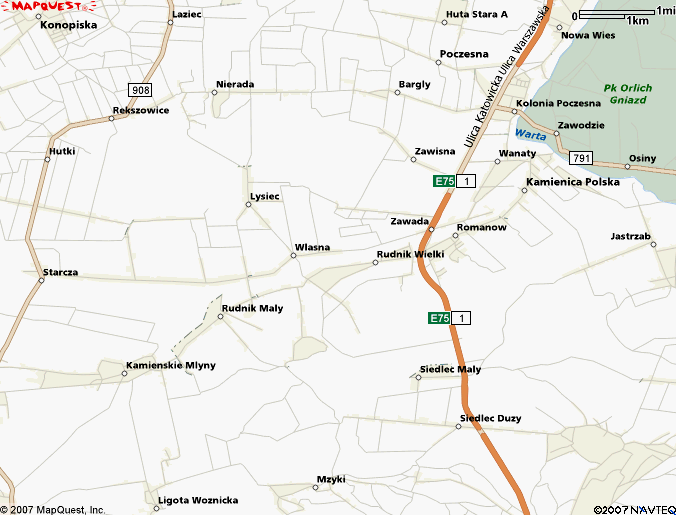 MAPQUEST
Konopiska
Laziec
Huta Stara A
0
1mi
1km
Nowa Wies
Poczesna
Ulica Katowicka Ulica Warszawska
908
Nierada
Bargly
Pk Orlich
Gniazd
Rekszowice
Kolonia Poczesna
Zawodzie
Warta
Hutki
Zawisna
Wanaty
791
Osiny
E75
1
Kamienica Polska
Lysiec
Zawada
Romanow
Jastrzab
Wlasna
Rudnik Wielki
Starcza
Rudnik Maly
E75
1
Kamienskie Mlyny
Siedlec Maly
Siedlec Duzy
Mzyki
Ligota Woznicka
© 2007 MapQuest, Inc.
©2007 NAVTEQ